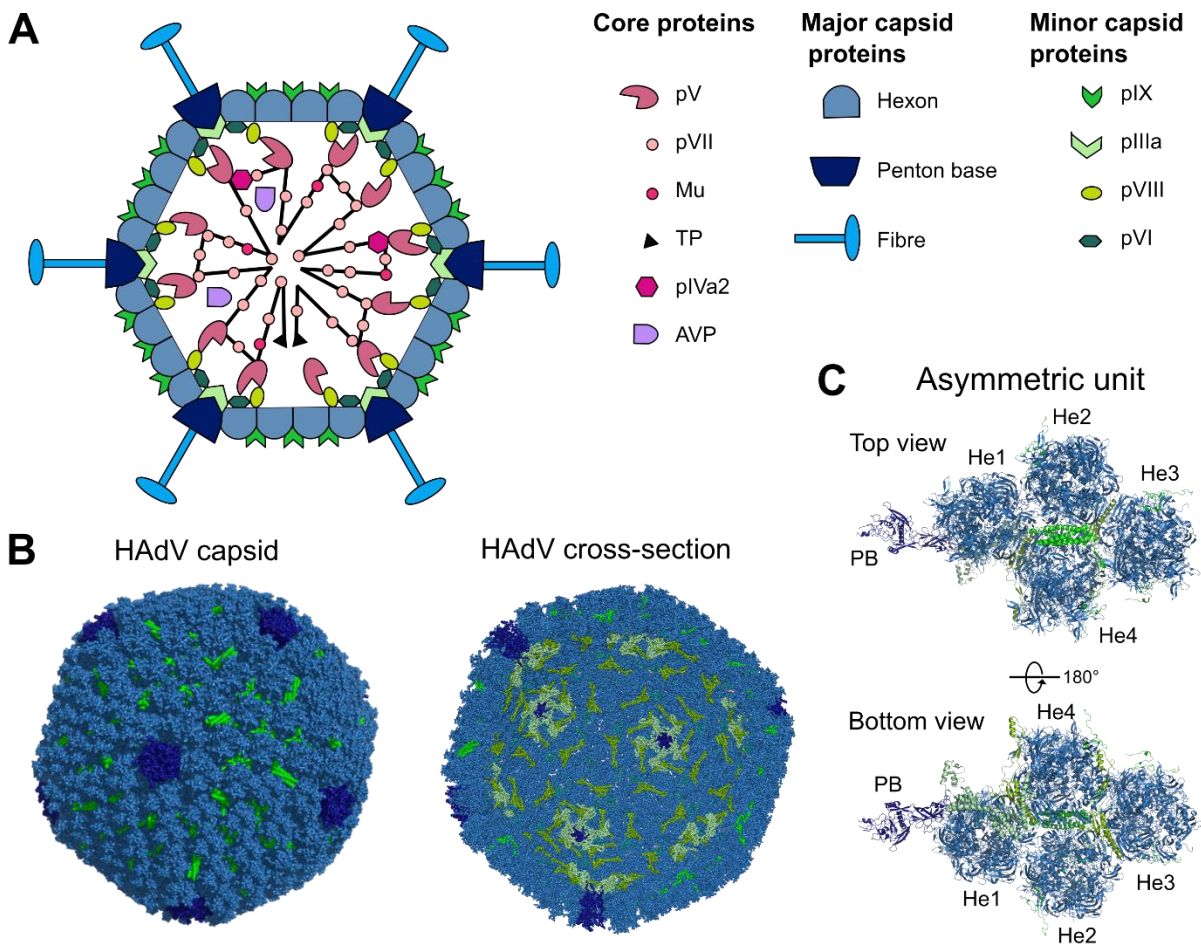 A
Core proteins
pV
pVII
Mu
TP
pIVa2
AVP
Major capsid
proteins
Hexon
Penton base
Fibre
Minor capsid
proteins
pIX
pIIIa
pVIII
pVI
B
HAdV capsid
HAdV cross-section
C
Asymmetric unit
Top view
He2
He1
He3
PB
He4
180°
Bottom view
He4
PB
He1
He3
He2